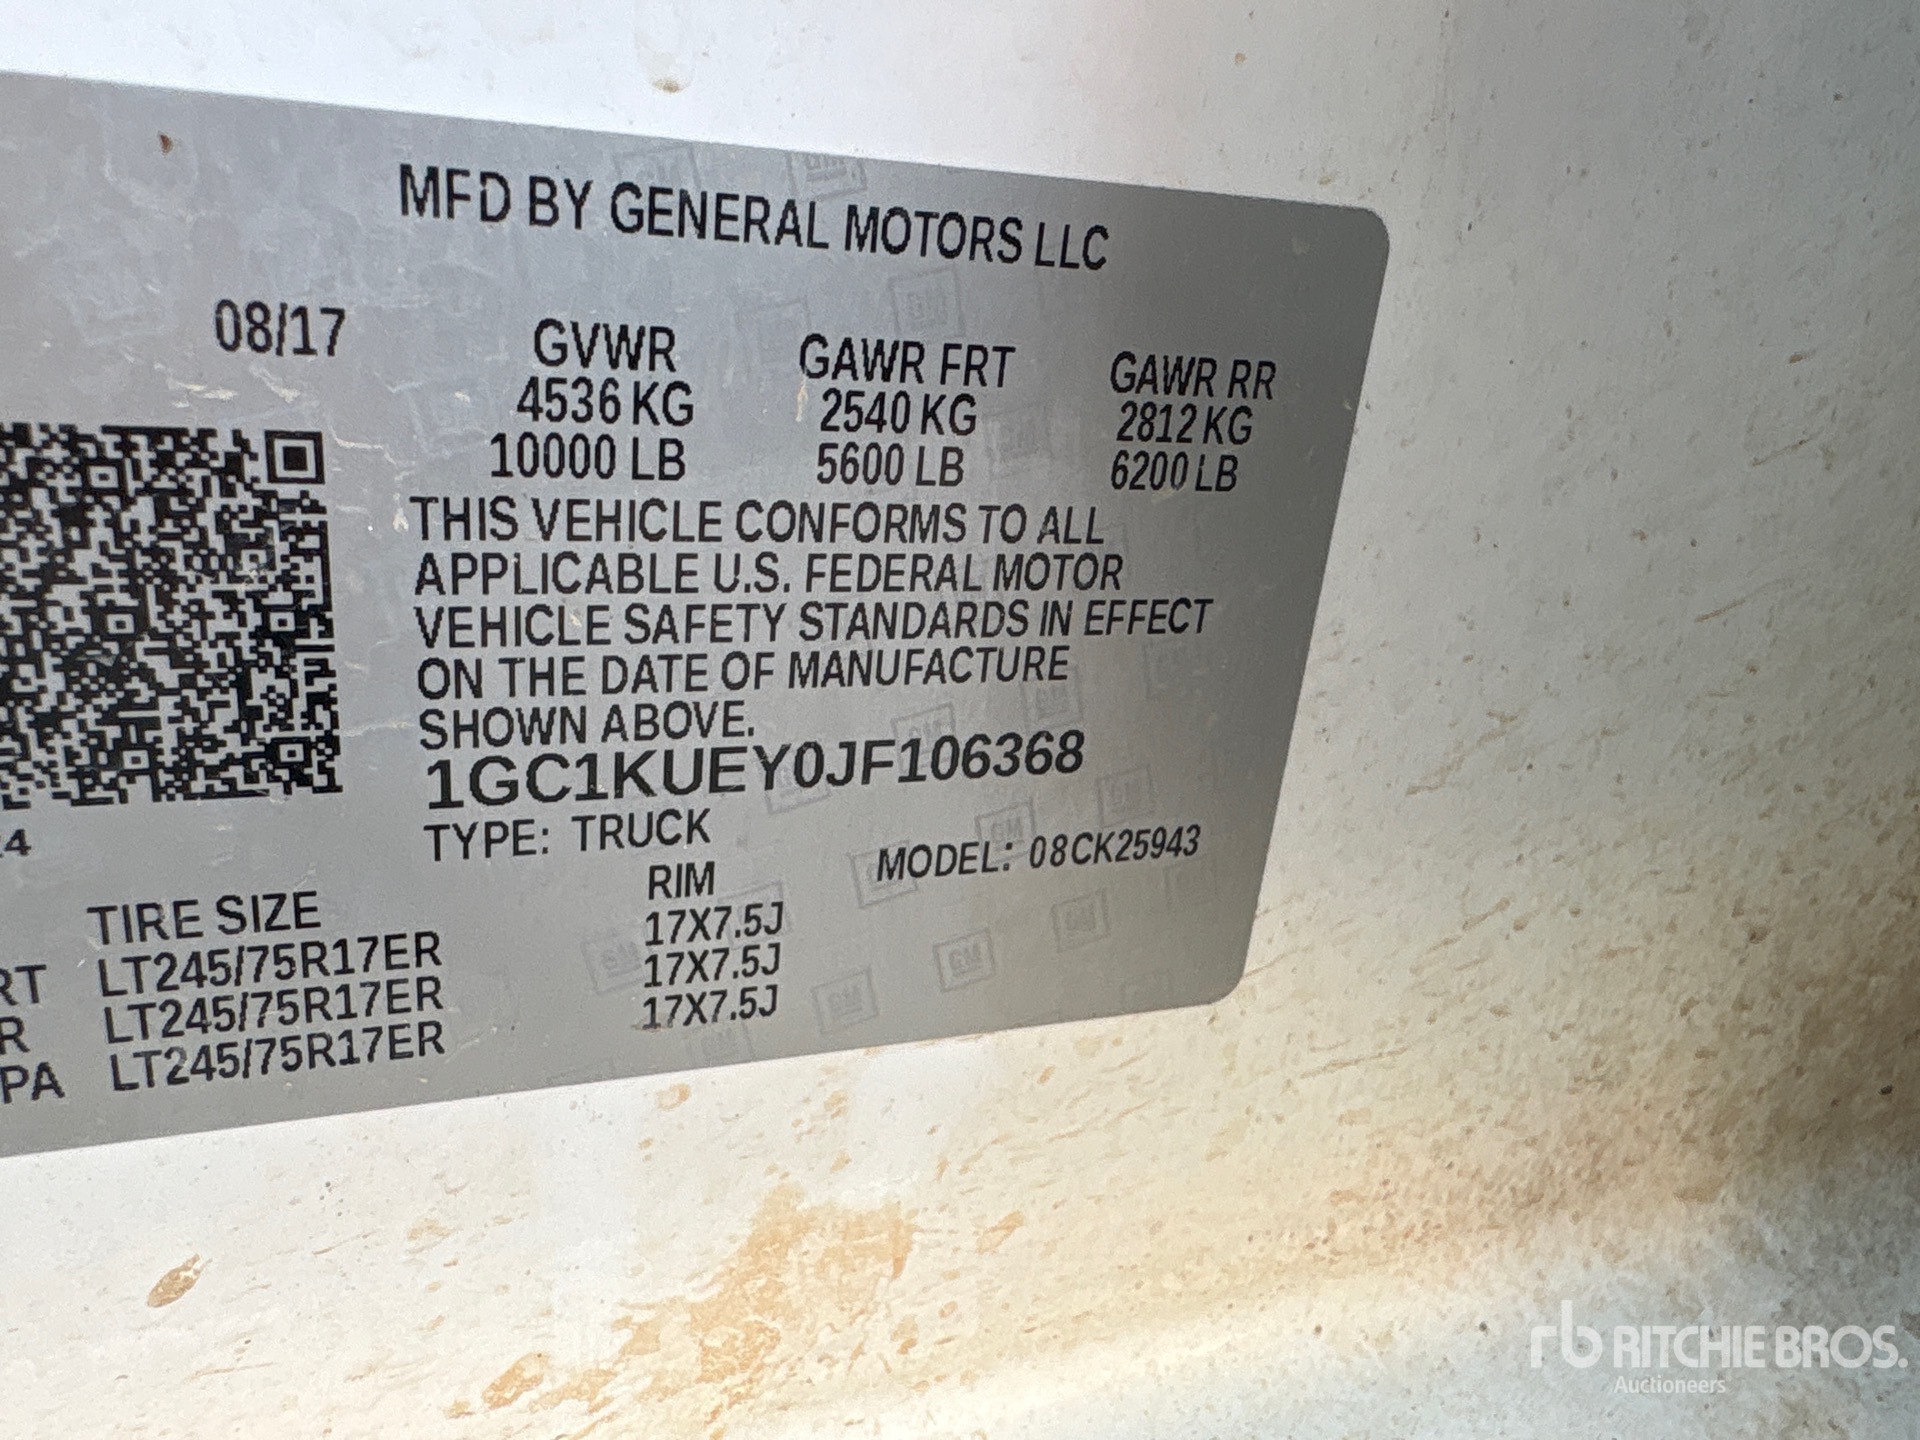 MFD BY GENERAL MOTORS LLC
08/17
GVWR GAWR FRT GAWR RR
4536 KG 2540 KG 2812 KG
10000 LB 5600 LB 6200 LB
THIS VEHICLE CONFORMS TO ALL
APPLICABLE U.S. FEDERAL MOTOR
VEHICLE SAFETY STANDARDS IN EFFECT
ON THE DATE OF MANUFACTURE
SHOWN ABOVE.
1GC1KUEY0JF106368
TYPE: TRUCK MODEL: 08CK25943
TIRE SIZE RIM
RT LT245/75R17ER 17X7.5J
R LT245/75R17ER 17X7.5J
PA LT245/75R17ER 17X7.5J
rb RITCHIE BROS.
Auctioneers